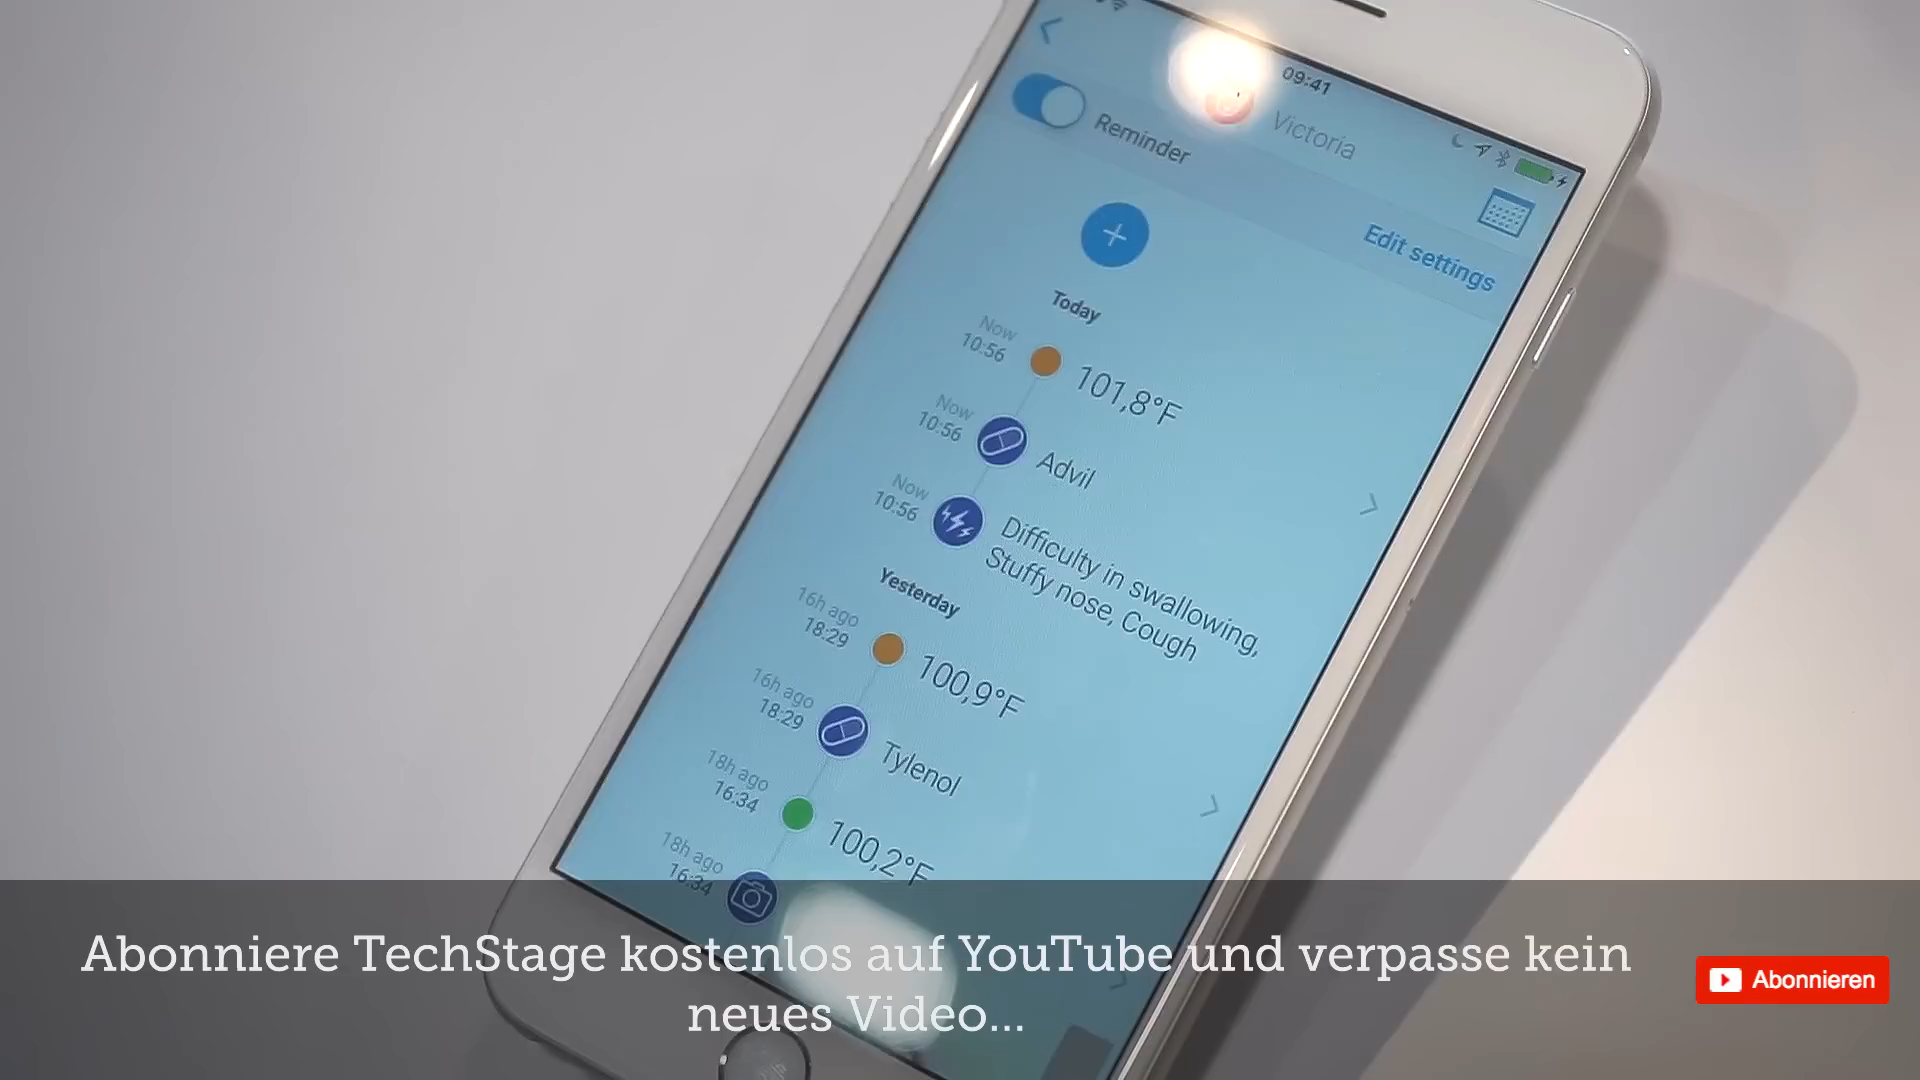 09:41
Victoria
Reminder
Edit settings
Today
Now
10:56
101,8°F
Now
10:56
Advil
Now
10:56
Difficulty in swallowing,
Stuffy nose, Cough
Yesterday
16h ago
18:29
100,9°F
16h ago
18:29
Tylenol
18h ago
16:34
100,2°F
18h ago
16:34
Abonniere TechStage kostenlos auf YouTube und verpasse kein
neues Video...
Abonnieren